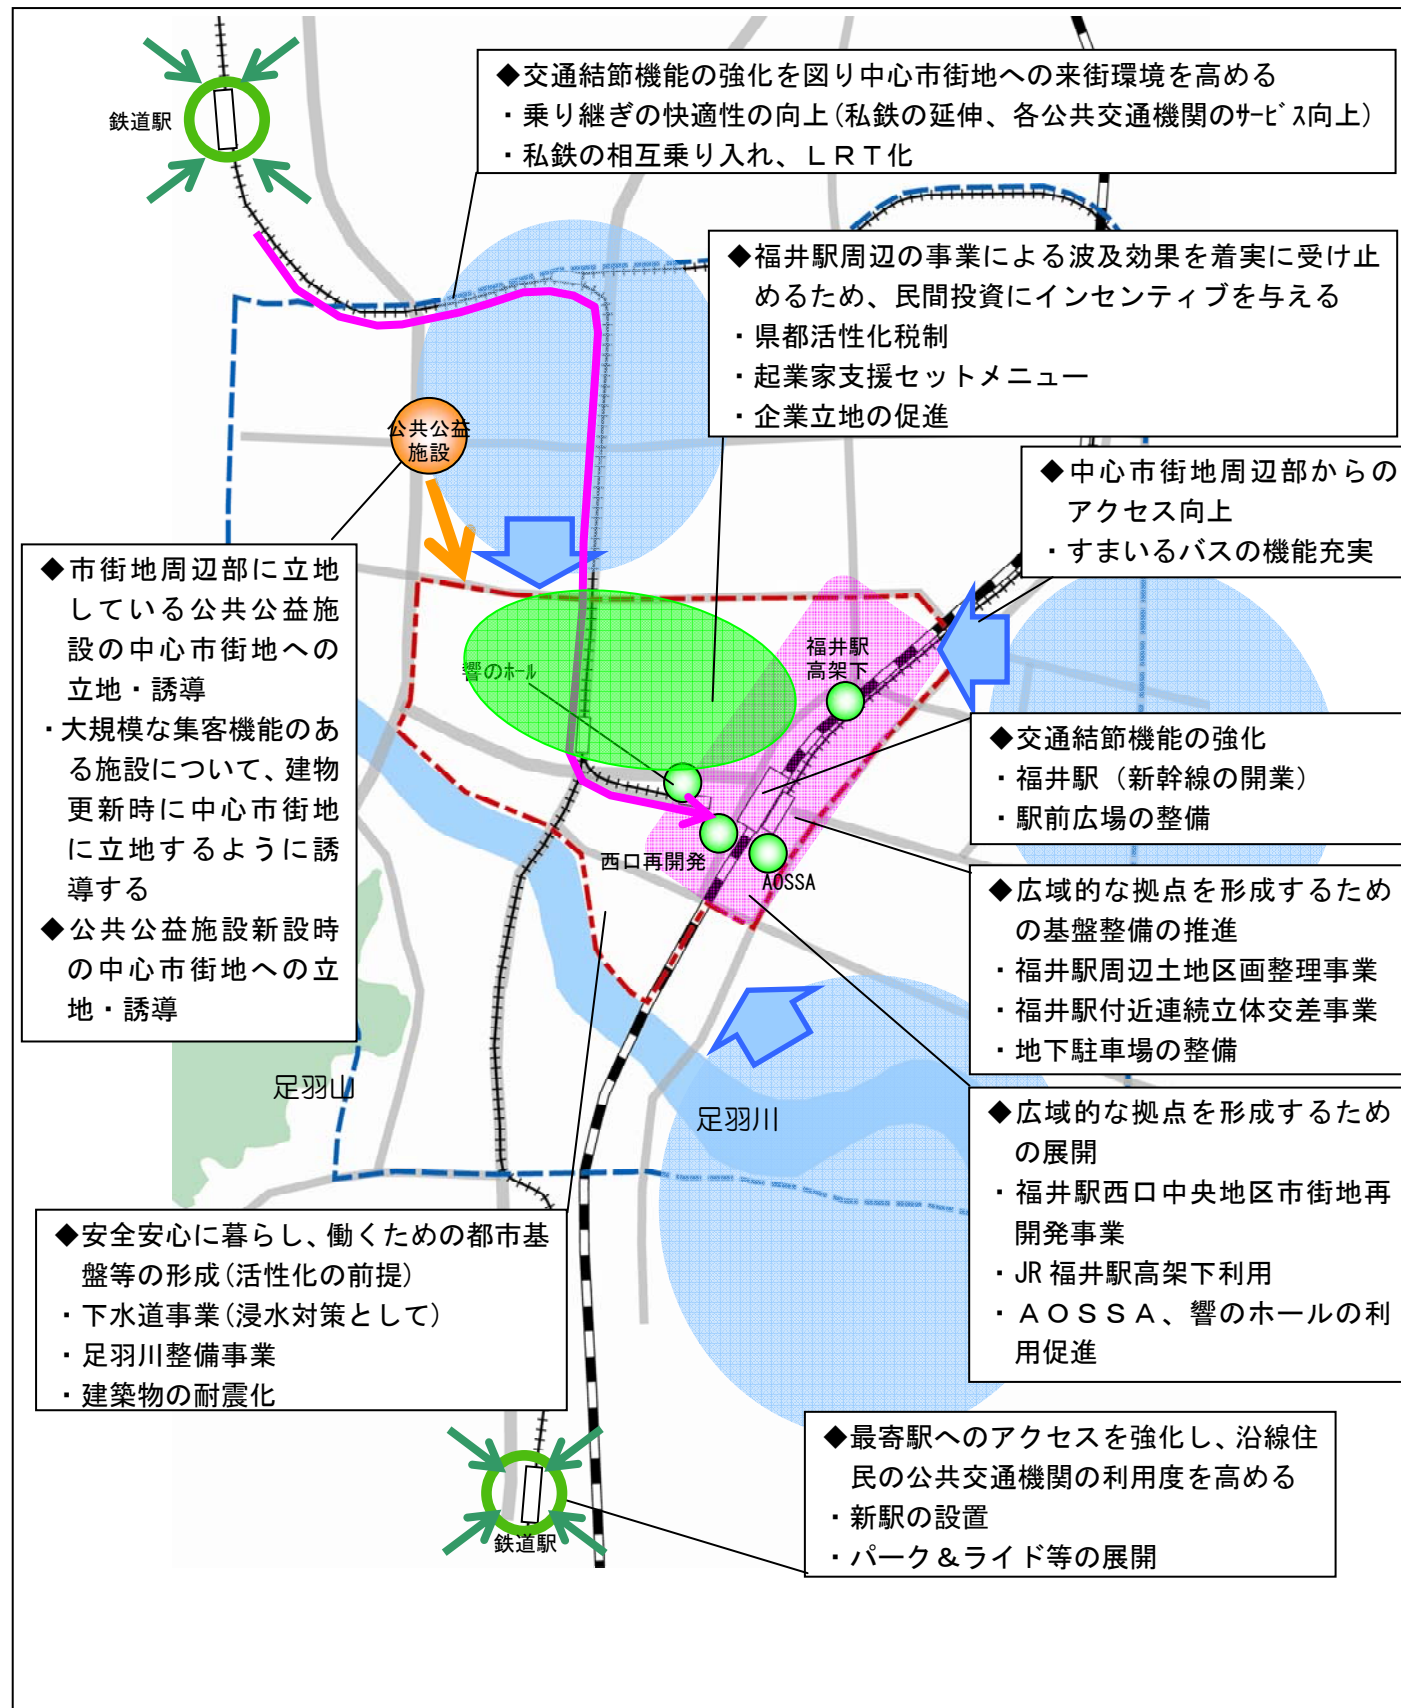 鉄道駅
◆交通結節機能の強化を図り中心市街地への来街環境を高める
・乗り継ぎの快適性の向上(私鉄の延伸、各公共交通機関のｻｰﾋﾞｽ向上)
・私鉄の相互乗り入れ、ＬＲＴ化
◆福井駅周辺の事業による波及効果を着実に受け止
めるため、民間投資にインセンティブを与える
・県都活性化税制
・起業家支援セットメニュー
・企業立地の促進
公共公益
施設
◆中心市街地周辺部からの
アクセス向上
・すまいるバスの機能充実
◆市街地周辺部に立地
している公共公益施
設の中心市街地への
立地・誘導
・大規模な集客機能のあ
る施設について、建物
更新時に中心市街地
に立地するように誘
導する
◆公共公益施設新設時
の中心市街地への立
地・誘導
響のﾎｰﾙ
福井駅
高架下
西口再開発
AOSSA
◆交通結節機能の強化
・福井駅（新幹線の開業）
・駅前広場の整備
◆広域的な拠点を形成するため
の基盤整備の推進
・福井駅周辺土地区画整理事業
・福井駅付近連続立体交差事業
・地下駐車場の整備
足羽山
足羽川
◆広域的な拠点を形成するため
の展開
・福井駅西口中央地区市街地再
開発事業
・JR福井駅高架下利用
・ＡＯＳＳＡ、響のホールの利
用促進
◆安全安心に暮らし、働くための都市基
盤等の形成(活性化の前提)
・下水道事業(浸水対策として)
・足羽川整備事業
・建築物の耐震化
◆最寄駅へのアクセスを強化し、沿線住
民の公共交通機関の利用度を高める
・新駅の設置
・パーク＆ライド等の展開
鉄道駅